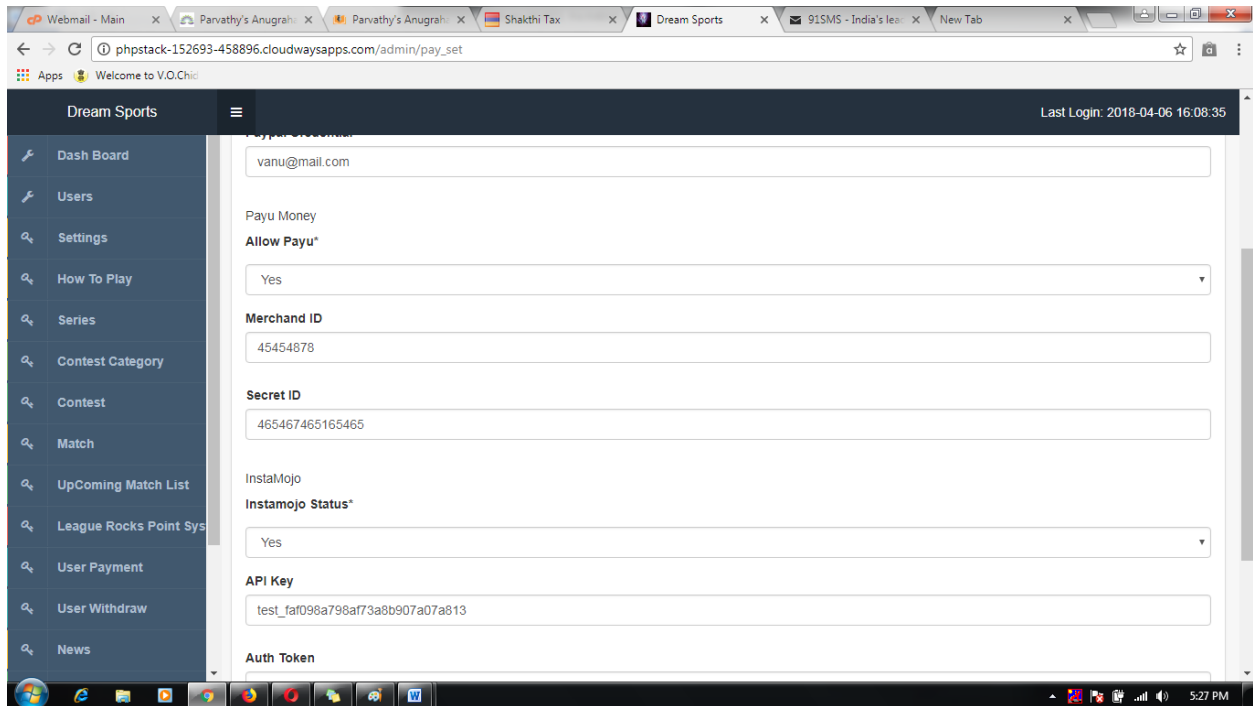 Webmail - Main
Parvathy's Anugrah
Parvathy's Anugrah
Shakthi Tax
Dream Sports
91SMS - India's lead
New Tab
phpstack-152693-458896.cloudwaysapps.com/admin/pay_set
Apps
Welcome to V.O.Chid
Dream Sports
Last Login: 2018-04-06 16:08:35
Dash Board
Users
Settings
How To Play
Series
Contest Category
Contest
Match
UpComing Match List
League Rocks Point Sys
User Payment
User Withdraw
News
Paypal Credential
vanu@mail.com
Payu Money
Allow Payu*
Yes
Merchand ID
45454878
Secret ID
465467465165465
InstaMojo
Instamojo Status*
Yes
API Key
test_faf098a798af73a8b907a07a813
Auth Token
5:27 PM